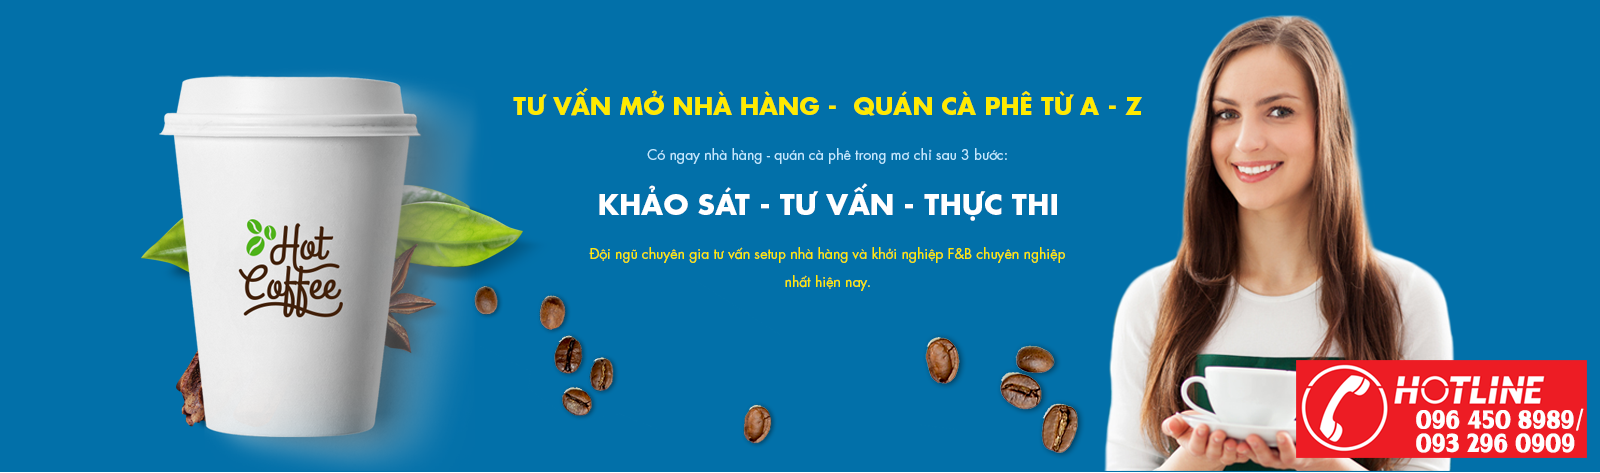 TƯ VẤN MỞ NHÀ HÀNG - QUÁN CÀ PHÊ TỪ A - Z
Có ngay nhà hàng - quán cà phê trong mơ chỉ sau 3 bước:
KHẢO SÁT - TƯ VẤN - THỰC THI
Đội ngũ chuyên gia tư vấn setup nhà hàng và khởi nghiệp F&B chuyên nghiệp
nhất hiện nay.
Hot
Coffee
HOTLINE
096 450 8989/
093 296 0909